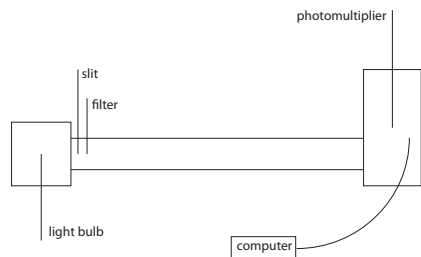 photomultiplier
slit
filter
light bulb
computer